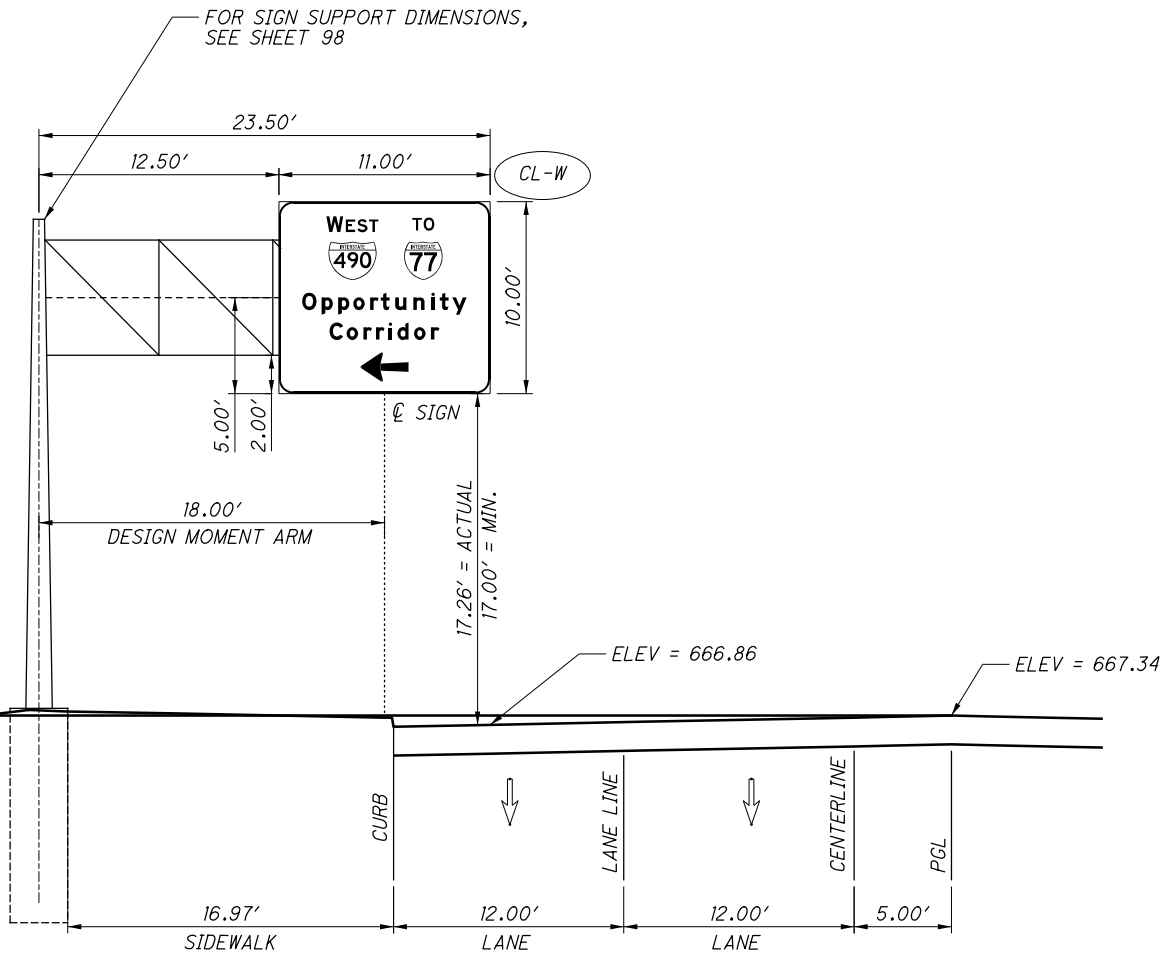 FOR SIGN SUPPORT DIMENSIONS,
SEE SHEET 98
23.50'
12.50'
11.00'
CL-W
WEST TO
INTERSTATE
490
INTERSTATE
77
Opportunity
Corridor
10.00'
5.00'
2.00'
℄ SIGN
18.00'
DESIGN MOMENT ARM
17.26' = ACTUAL
17.00' = MIN.
ELEV = 666.86
ELEV = 667.34
CURB
LANE LINE
CENTERLINE
PGL
16.97'
SIDEWALK
12.00'
LANE
12.00'
LANE
5.00'